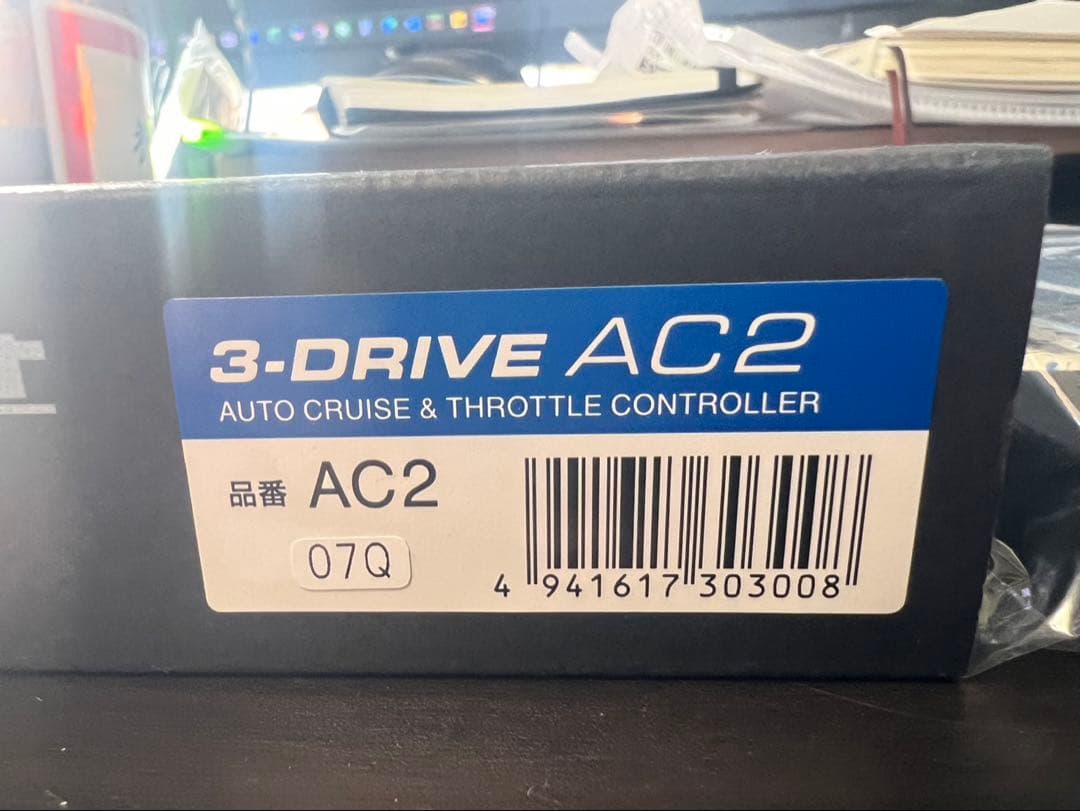 3-DRIVE AC2
AUTO CRUISE & THROTTLE CONTROLLER
品番 AC2
07Q
4 941617 303008